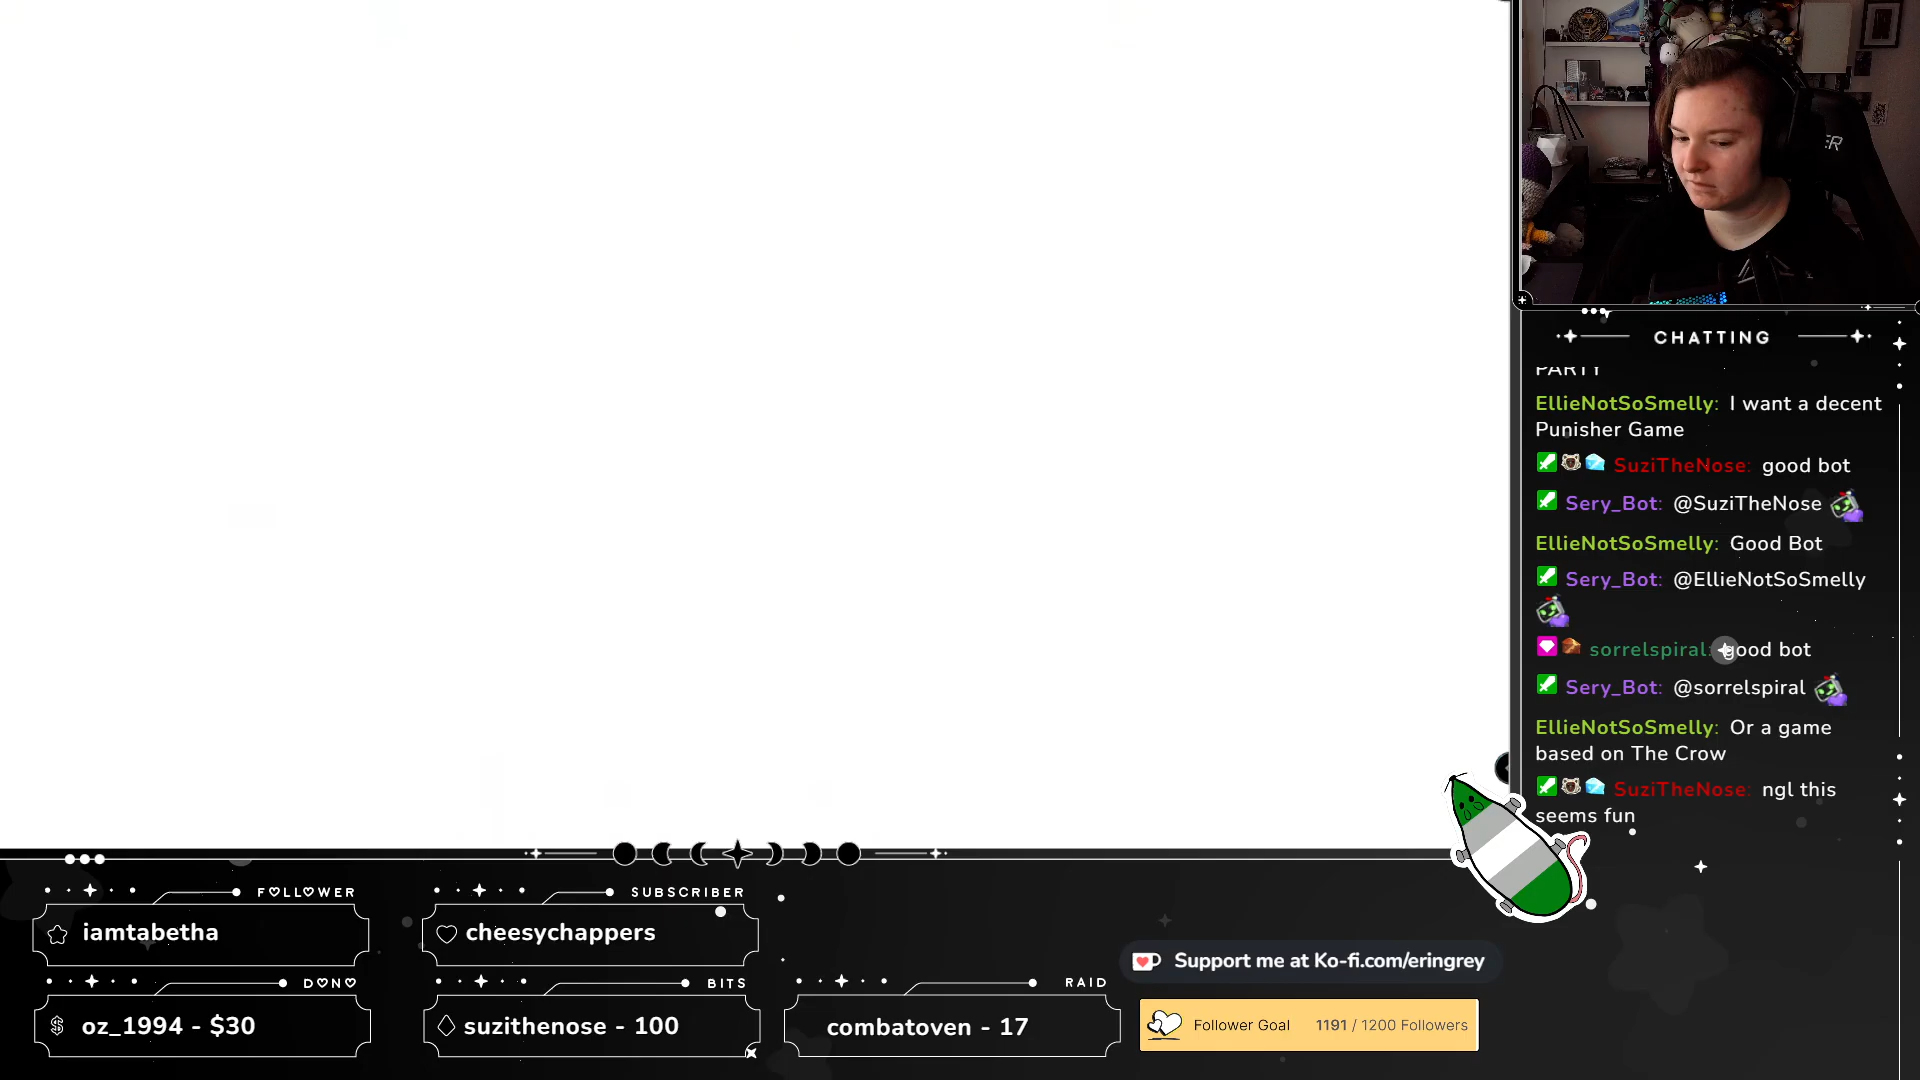 CHATTING
PARTY
EllieNotSoSmelly: I want a decent
Punisher Game
SuziTheNose: good bot
Sery_Bot: @SuziTheNose
EllieNotSoSmelly: Good Bot
Sery_Bot: @EllieNotSoSmelly
sorrelspiral: good bot
Sery_Bot: @sorrelspiral
EllieNotSoSmelly: Or a game
based on The Crow
SuziTheNose: ngl this
seems fun
FOLLOWER
iamtabetha
SUBSCRIBER
cheesychappers
DONO
oz_1994 - $30
BITS
suzithenose - 100
RAID
combatoven - 17
Support me at Ko-fi.com/eringrey
Follower Goal 1191 / 1200 Followers